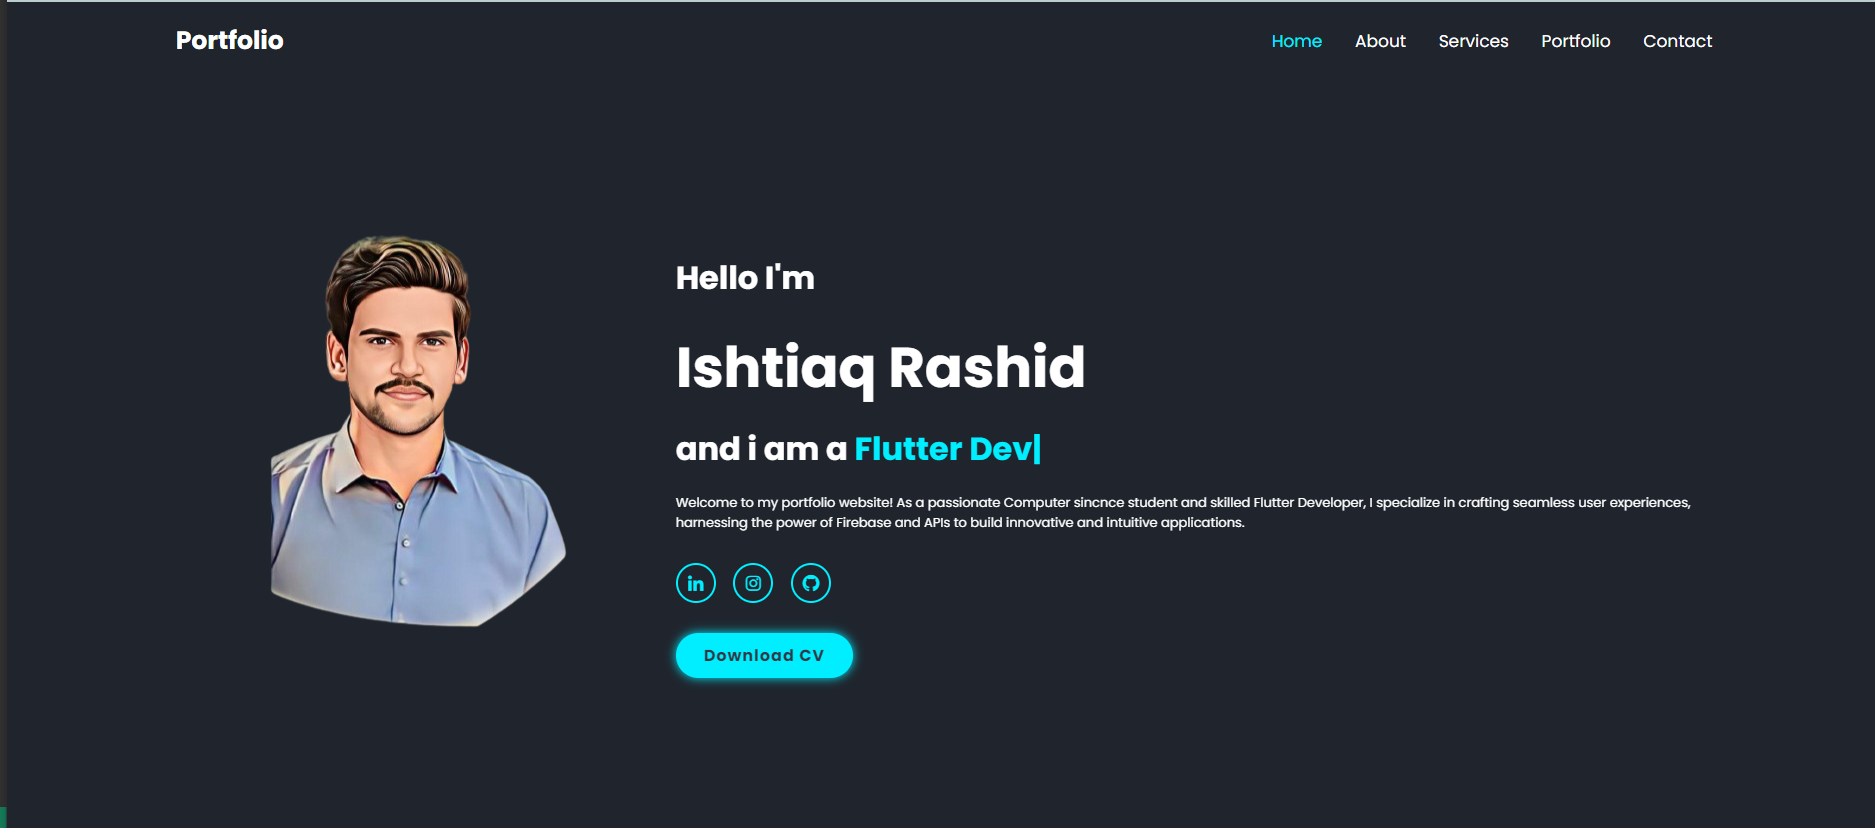 Portfolio
Home About Services Portfolio Contact
Hello I'm
Ishtiaq Rashid
and i am a Flutter Dev|
Welcome to my portfolio website! As a passionate Computer sincnce student and skilled Flutter Developer, I specialize in crafting seamless user experiences,
harnessing the power of Firebase and APIs to build innovative and intuitive applications.
in
Download CV